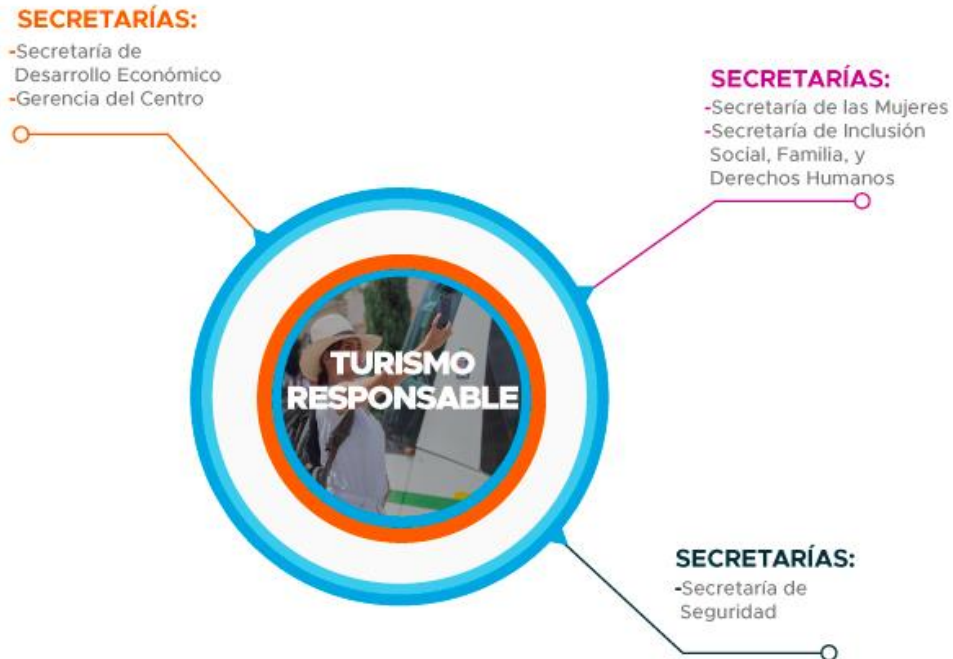 SECRETARÍAS:
-Secretaría de
Desarrollo Económico
-Gerencia del Centro
SECRETARÍAS:
-Secretaría de las Mujeres
-Secretaría de Inclusión
Social, Familia, y
Derechos Humanos
TURISMO
RESPONSABLE
SECRETARÍAS:
-Secretaría de
Seguridad